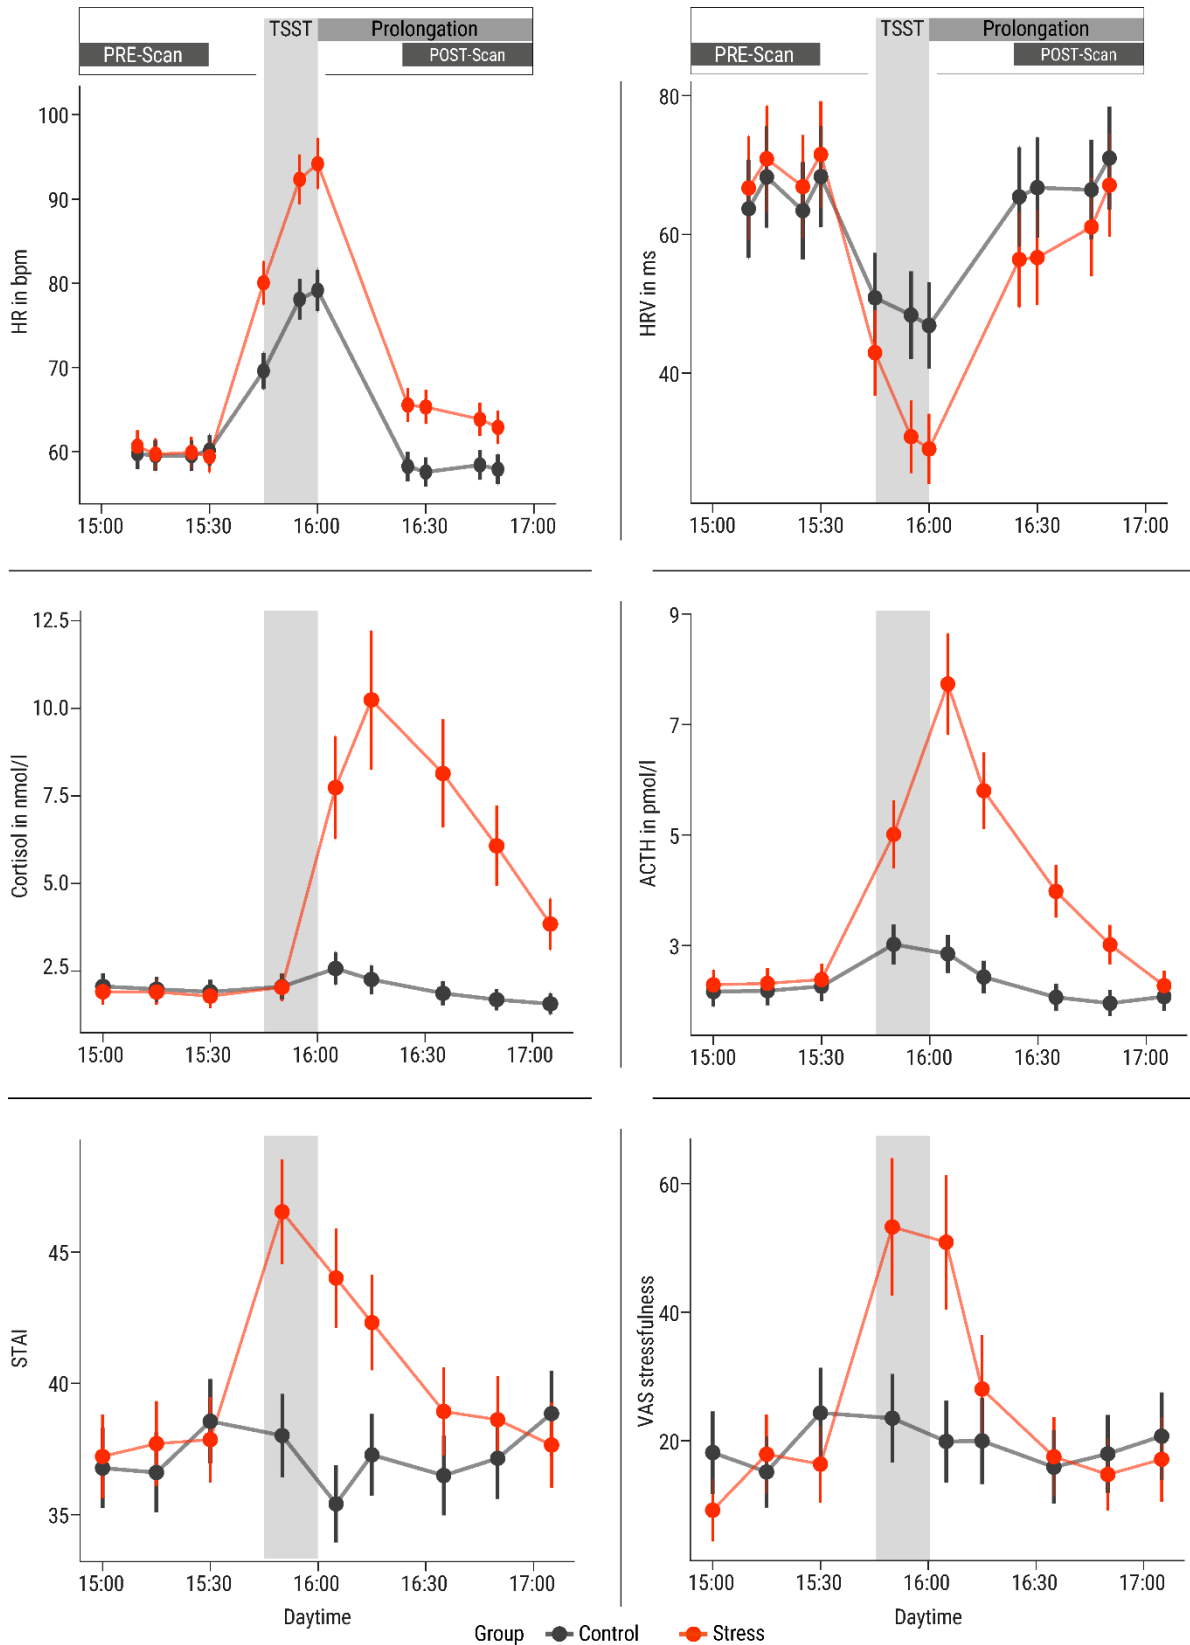 TSST Prolongation
PRE-Scan POST-Scan
TSST Prolongation
PRE-Scan POST-Scan
HR in bpm
100
90
80
70
60
15:00 15:30 16:00 16:30 17:00
HRV in ms
80
60
40
15:00 15:30 16:00 16:30 17:00
Cortisol in nmol/l
12.5
10.0
7.5
5.0
2.5
15:00 15:30 16:00 16:30 17:00
ACTH in pmol/l
9
7
5
3
15:00 15:30 16:00 16:30 17:00
STAI
45
40
35
15:00 15:30 16:00 16:30 17:00
Daytime
VAS stressfulness
60
40
20
15:00 15:30 16:00 16:30 17:00
Daytime
Group Control Stress